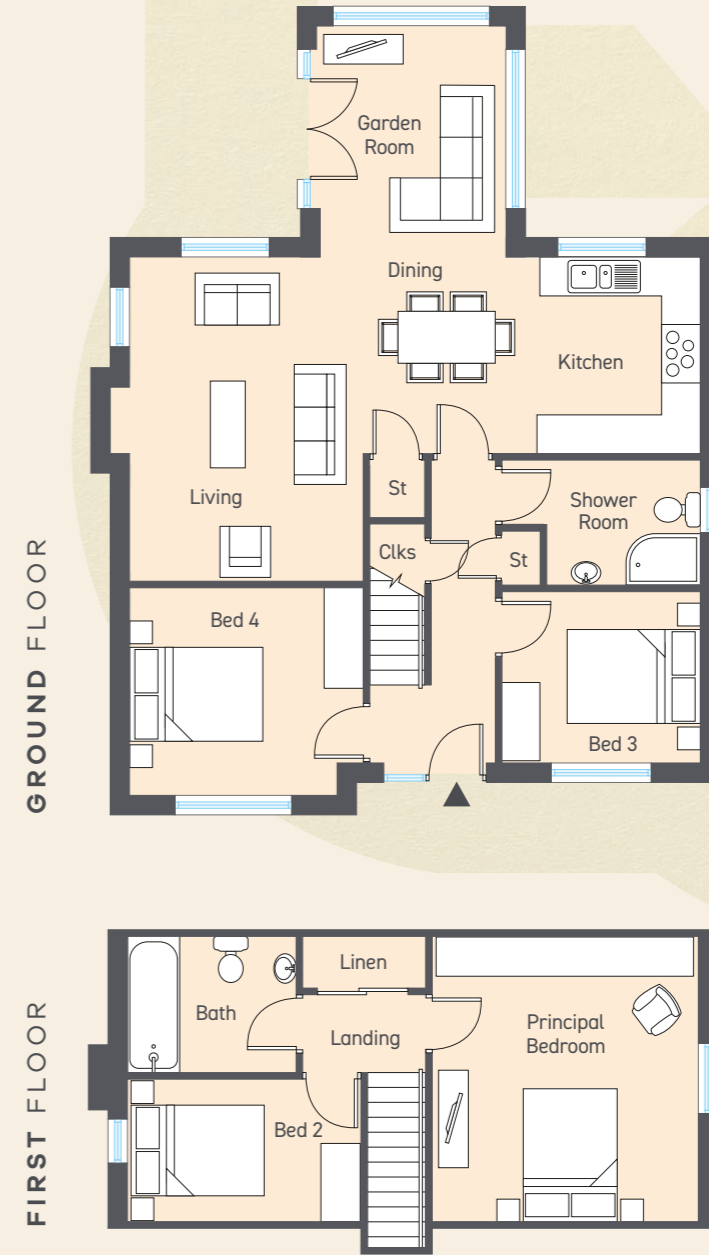 GROUND FLOOR
Garden
Room
Dining
Kitchen
Living
St
Shower
Room
Clks
St
Bed 4
Bed 3
FIRST FLOOR
Linen
Bath
Landing
Principal
Bedroom
Bed 2